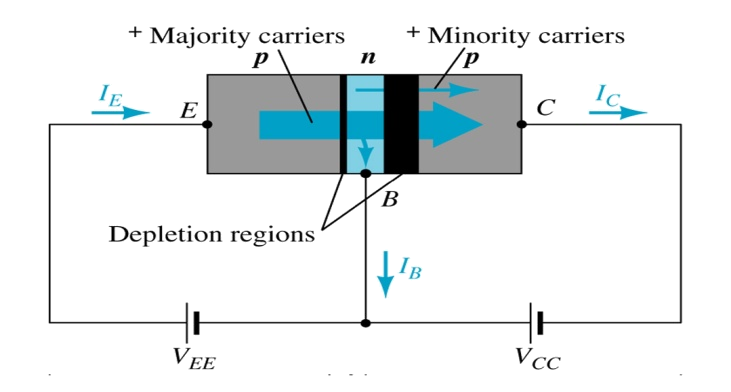 + Majority carriers + Minority carriers
p n p
I_E E C I_C
B
Depletion regions
I_B
V_EE V_CC